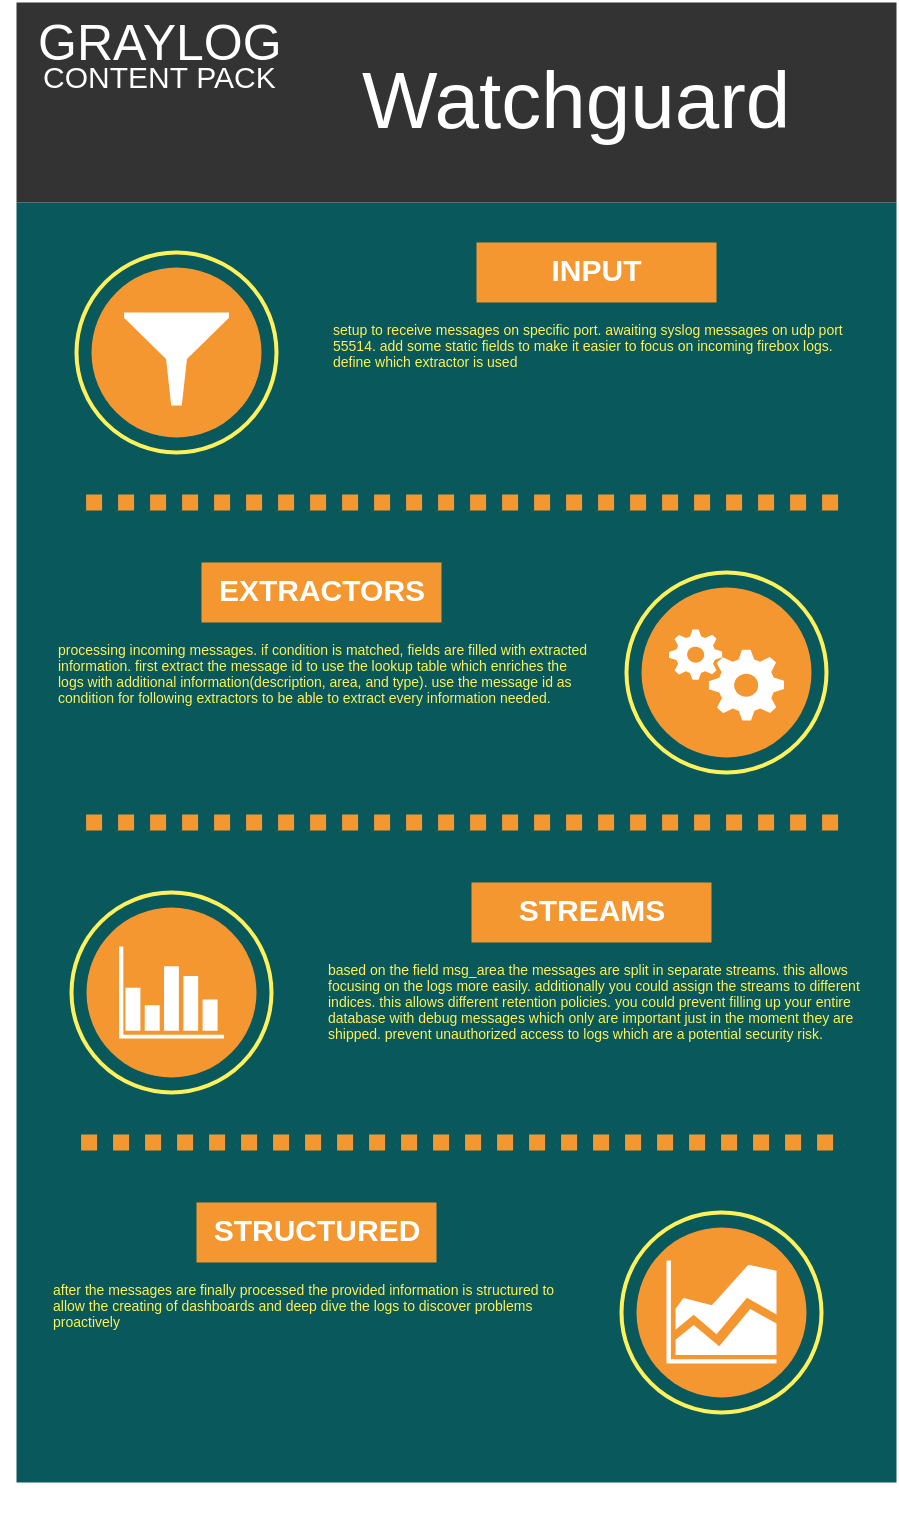 GRAYLOG
CONTENT PACK
Watchguard
INPUT
setup to receive messages on specific port. awaiting syslog messages on udp port
55514. add some static fields to make it easier to focus on incoming firebox logs.
define which extractor is used
EXTRACTORS
processing incoming messages. if condition is matched, fields are filled with extracted
information. first extract the message id to use the lookup table which enriches the
logs with additional information(description, area, and type). use the message id as
condition for following extractors to be able to extract every information needed.
STREAMS
based on the field msg_area the messages are split in separate streams. this allows
focusing on the logs more easily. additionally you could assign the streams to different
indices. this allows different retention policies. you could prevent filling up your entire
database with debug messages which only are important just in the moment they are
shipped. prevent unauthorized access to logs which are a potential security risk.
STRUCTURED
after the messages are finally processed the provided information is structured to
allow the creating of dashboards and deep dive the logs to discover problems
proactively